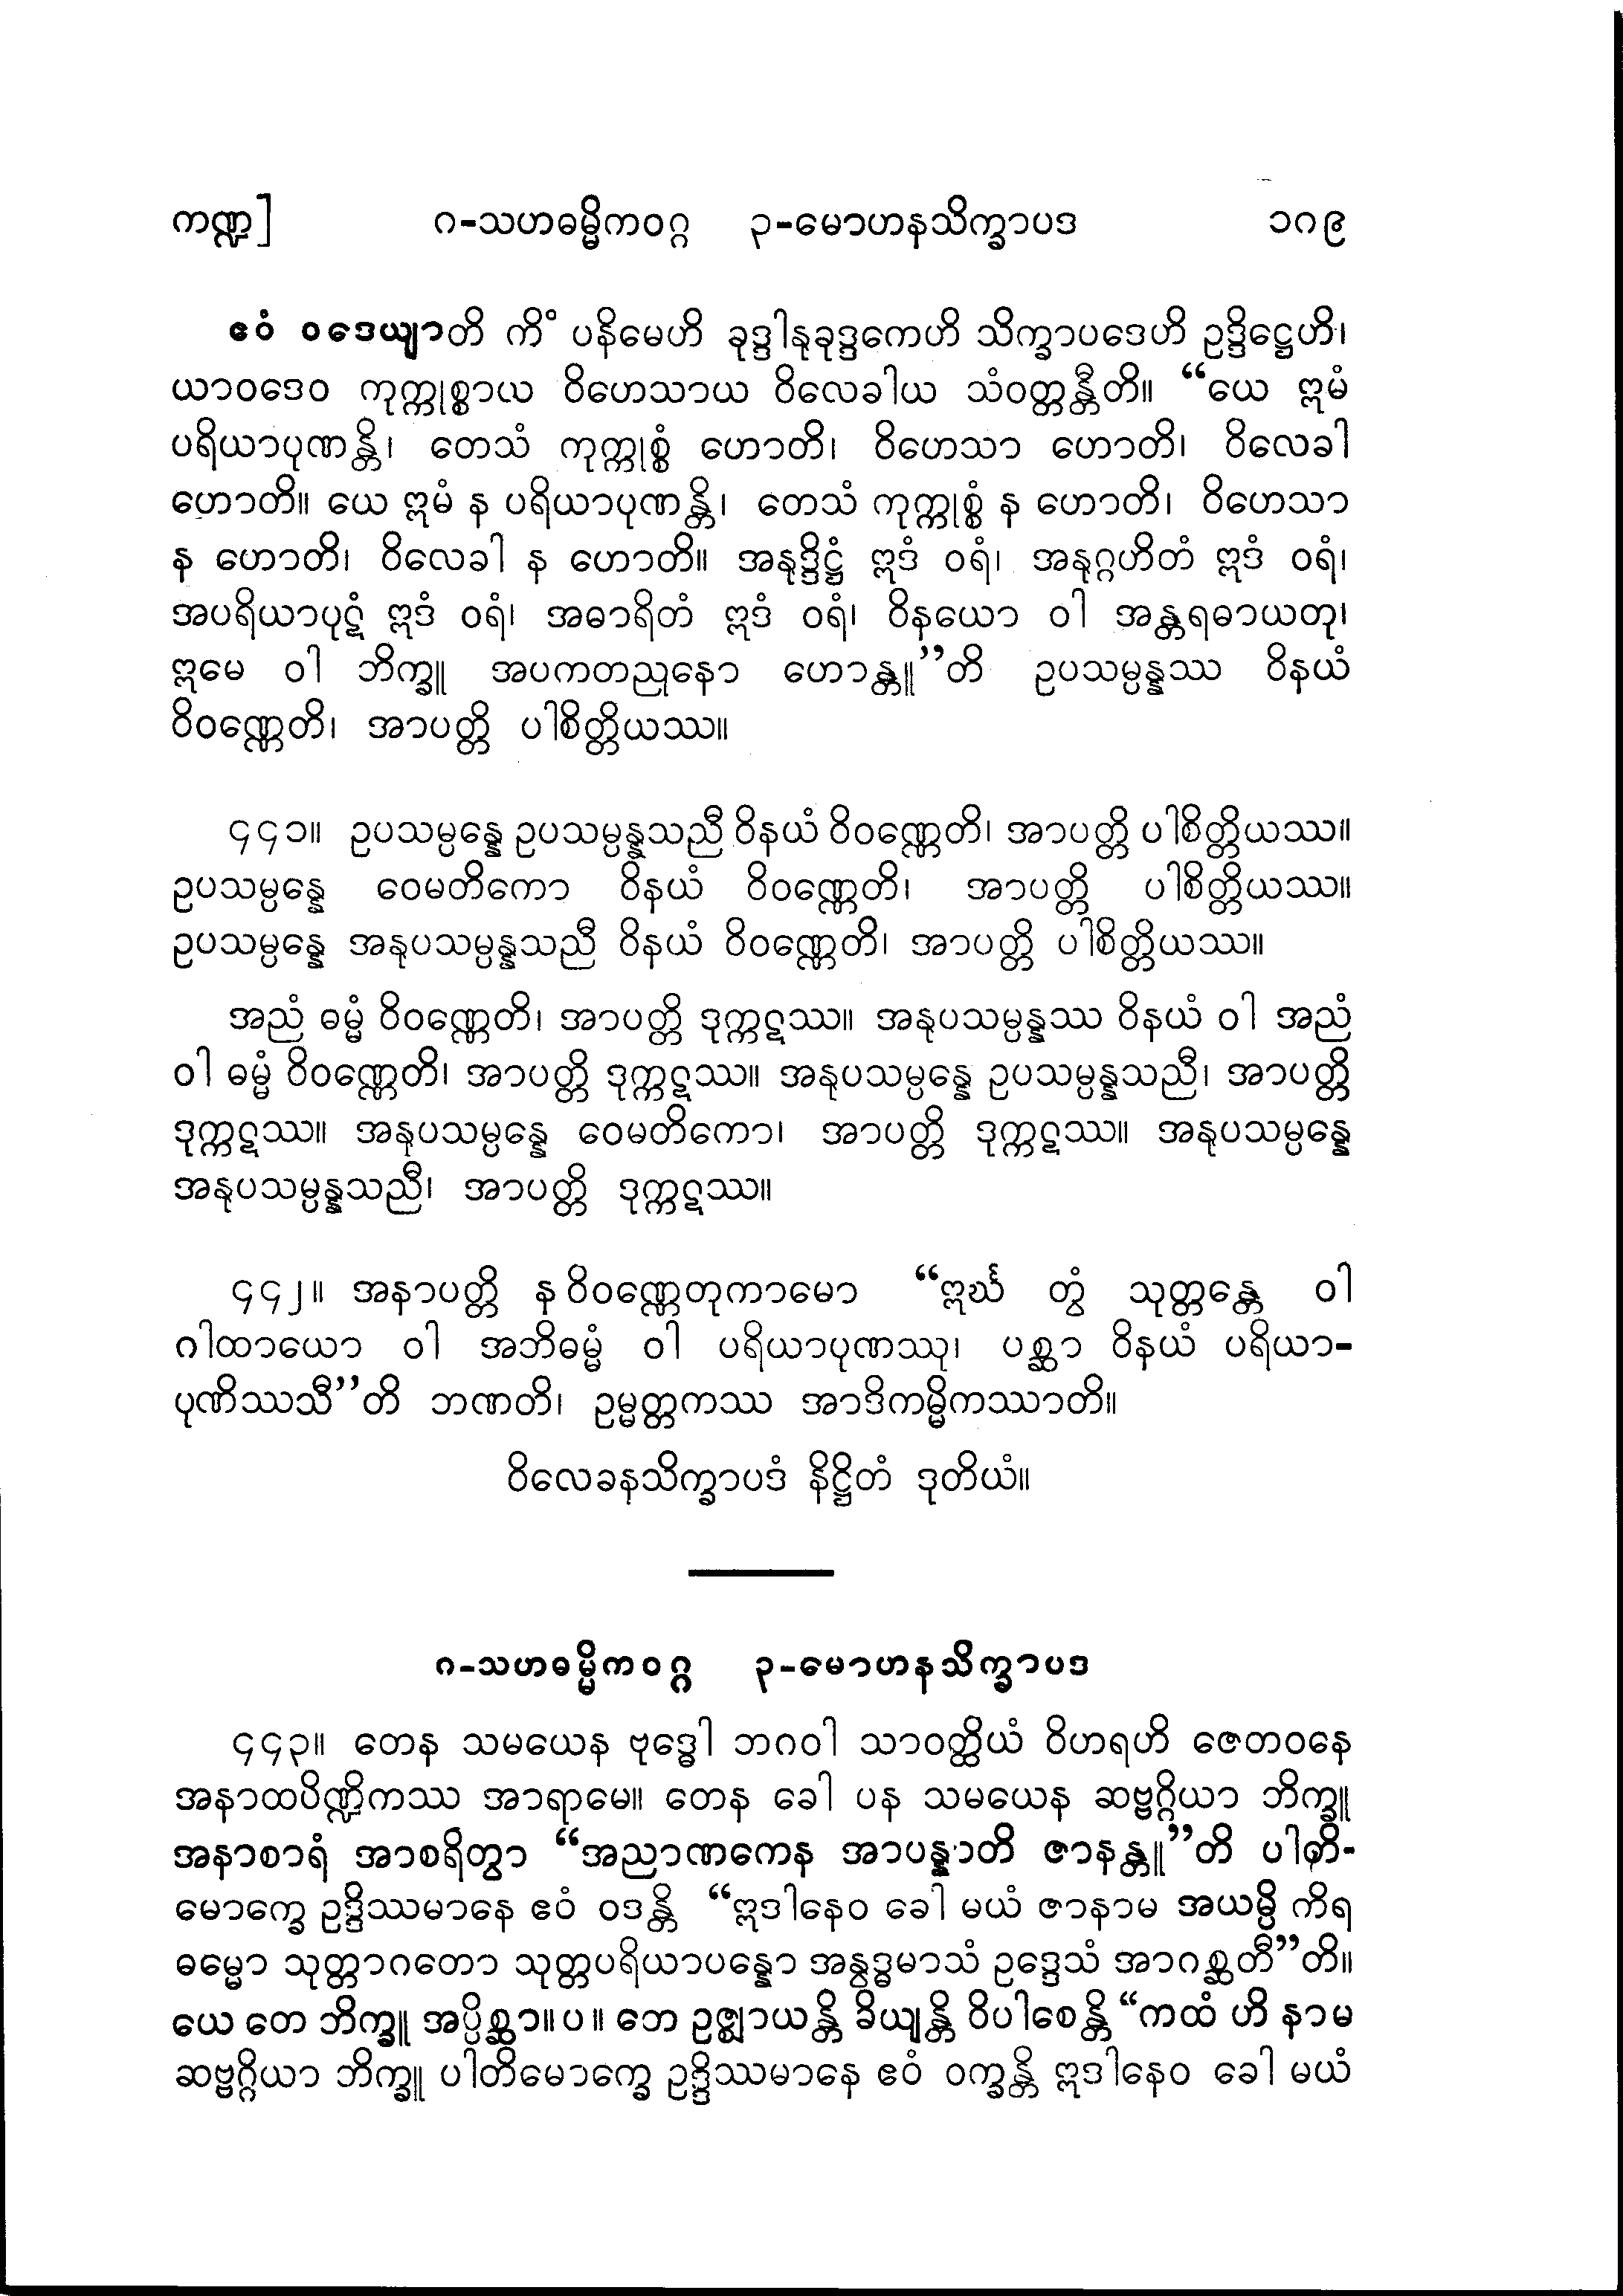 ကဏ္ဍ] ဂ-သဟဓမ္မိကဝဂ္ဂ ၃-မောဟနသိက္ခာပဒ ၁ဂ၉
ဧဝံ ဝဒေယျာတိ ကိံ ပနိမေဟိ ခုဒ္ဒါနုခုဒ္ဒကေဟိ သိက္ခာပဒေဟိ ဥဒ္ဒိဋ္ဌေဟိ၊
ယာဝဒေဝ ကုက္ကုစ္စာယ ဝိဟေသာယ ဝိလေခါယ သံဝတ္တန္တီတိ။ “ယေ ဣမံ
ပရိယာပုဏန္တိ၊ တေသံ ကုက္ကုစ္စံ ဟောတိ၊ ဝိဟေသာ ဟောတိ၊ ဝိလေခါ
ဟောတိ။ ယေ ဣမံ န ပရိယာပုဏန္တိ၊ တေသံ ကုက္ကုစ္စံ န ဟောတိ၊ ဝိဟေသာ
န ဟောတိ၊ ဝိလေခါ န ဟောတိ။ အနုဒ္ဒိဋ္ဌံ ဣဒံ ဝရံ၊ အနုဂ္ဂဟိတံ ဣဒံ ဝရံ၊
အပရိယာပုဋံ ဣဒံ ဝရံ၊ အဓာရိတံ ဣဒံ ဝရံ၊ ဝိနယော ဝါ အန္တရဓာယတု၊
ဣမေ ဝါ ဘိက္ခူ အပကတညုနော ဟောန္တူ”တိ ဥပသမ္ပန္နဿ ဝိနယံ
ဝိဝဏ္ဏေတိ၊ အာပတ္တိ ပါစိတ္တိယဿ။
၄၄၁။ ဥပသမ္ပန္နေ ဥပသမ္ပန္နသညီ ဝိနယံ ဝိဝဏ္ဏေတိ၊ အာပတ္တိ ပါစိတ္တိယဿ။
ဥပသမ္ပန္နေ ဝေမတိကော ဝိနယံ ဝိဝဏ္ဏေတိ၊ အာပတ္တိ ပါစိတ္တိယဿ။
ဥပသမ္ပန္နေ အနုပသမ္ပန္နသညီ ဝိနယံ ဝိဝဏ္ဏေတိ၊ အာပတ္တိ ပါစိတ္တိယဿ။
အညံ ဓမ္မံ ဝိဝဏ္ဏေတိ၊ အာပတ္တိ ဒုက္ကဋဿ။ အနုပသမ္ပန္နဿ ဝိနယံ ဝါ အညံ
ဝါ ဓမ္မံ ဝိဝဏ္ဏေတိ၊ အာပတ္တိ ဒုက္ကဋဿ။ အနုပသမ္ပန္နေ ဥပသမ္ပန္နသညီ၊ အာပတ္တိ
ဒုက္ကဋဿ။ အနုပသမ္ပန္နေ ဝေမတိကော၊ အာပတ္တိ ဒုက္ကဋဿ။ အနုပသမ္ပန္နေ
အနုပသမ္ပန္နသညီ၊ အာပတ္တိ ဒုက္ကဋဿ။
၄၄၂။ အနာပတ္တိ န ဝိဝဏ္ဏေတုကာမော “ဣင်္ဃ တွံ သုတ္တန္တေ ဝါ
ဂါထာယော ဝါ အဘိဓမ္မံ ဝါ ပရိယာပုဏဿု၊ ပစ္ဆာ ဝိနယံ ပရိယာ-
ပုဏိဿသီ”တိ ဘဏတိ၊ ဥမ္မတ္တကဿ အာဒိကမ္မိကဿာတိ။
ဝိလေခနသိက္ခာပဒံ နိဋ္ဌိတံ ဒုတိယံ။
ဂ-သဟဓမ္မိကဝဂ္ဂ ၃-မောဟနသိက္ခာပဒ
၄၄၃။ တေန သမယေန ဗုဒ္ဓေါ ဘဂဝါ သာဝတ္ထိယံ ဝိဟရဟိ ဇေတဝနေ
အနာထပိဏ္ဍိကဿ အာရာမေ။ တေန ခေါ ပန သမယေန ဆဗ္ဗဂ္ဂိယာ ဘိက္ခူ
အနာစာရံ အာစရိတွာ “အညာဏကေန အာပန္နာတိ ဇာနန္တူ”တိ ပါတိ-
မောက္ခေ ဥဒ္ဒိဿမာနေ ဧဝံ ဝဒန္တိ “ဣဒါနေဝ ခေါ မယံ ဇာနာမ အယမ္ပိ ကိရ
ဓမ္မော သုတ္တာဂတော သုတ္တပရိယာပန္နော အနွဒ္ဓမာသံ ဥဒ္ဒေသံ အာဂစ္ဆတီ”တိ။
ယေ တေ ဘိက္ခူ အပ္ပိစ္ဆာ။ ပ ။ တေ ဥဇ္ဈာယန္တိ ခိယျန္တိ ဝိပါစေန္တိ “ကထံ ဟိ နာမ
ဆဗ္ဗဂ္ဂိယာ ဘိက္ခူ ပါတိမောက္ခေ ဥဒ္ဒိဿမာနေ ဧဝံ ဝက္ခန္တိ ဣဒါနေဝ ခေါ မယံ